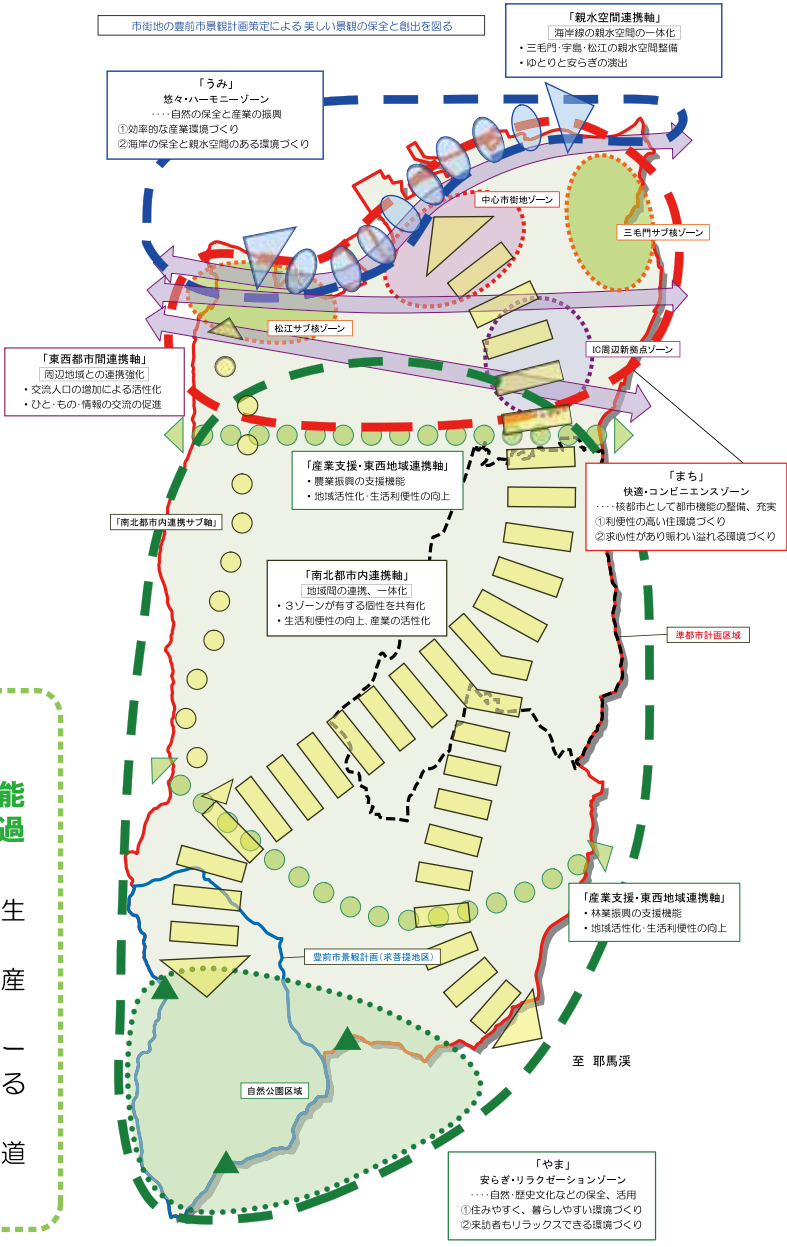 市街地の豊前市景観計画策定による 美しい景観の保全と創出を図る
「親水空間連携軸」
海岸線の親水空間の一体化
・三毛門・宇島・松江の親水空間整備
・ゆとりと安らぎの演出
「うみ」
悠々・ハーモニーゾーン
‥‥自然の保全と産業の振興
①効率的な産業環境づくり
②海岸の保全と親水空間のある環境づくり
中心市街地ゾーン
三毛門サブ核ゾーン
松江サブ核ゾーン
IC周辺新拠点ゾーン
「東西都市間連携軸」
周辺地域との連携強化
・交流人口の増加による活性化
・ひと・もの・情報の交流の促進
「産業支援・東西地域連携軸」
・農業振興の支援機能
・地域活性化・生活利便性の向上
「まち」
快適・コンビニエンスゾーン
‥‥核都市として都市機能の整備、充実
①利便性の高い住環境づくり
②求心性があり賑わい溢れる環境づくり
「南北都市内連携サブ軸」
「南北都市内連携軸」
地域間の連携、一体化
・３ゾーンが有する個性を共有化
・生活利便性の向上、産業の活性化
準都市計画区域
能
過
生
産
ー
る
道
「産業支援・東西地域連携軸」
・林業振興の支援機能
・地域活性化・生活利便性の向上
豊前市景観計画（求菩提地区）
至 耶馬渓
自然公園区域
「やま」
安らぎ・リラクゼーションゾーン
‥‥自然・歴史文化などの保全、活用
①住みやすく、暮らしやすい環境づくり
②来訪者もリラックスできる環境づくり